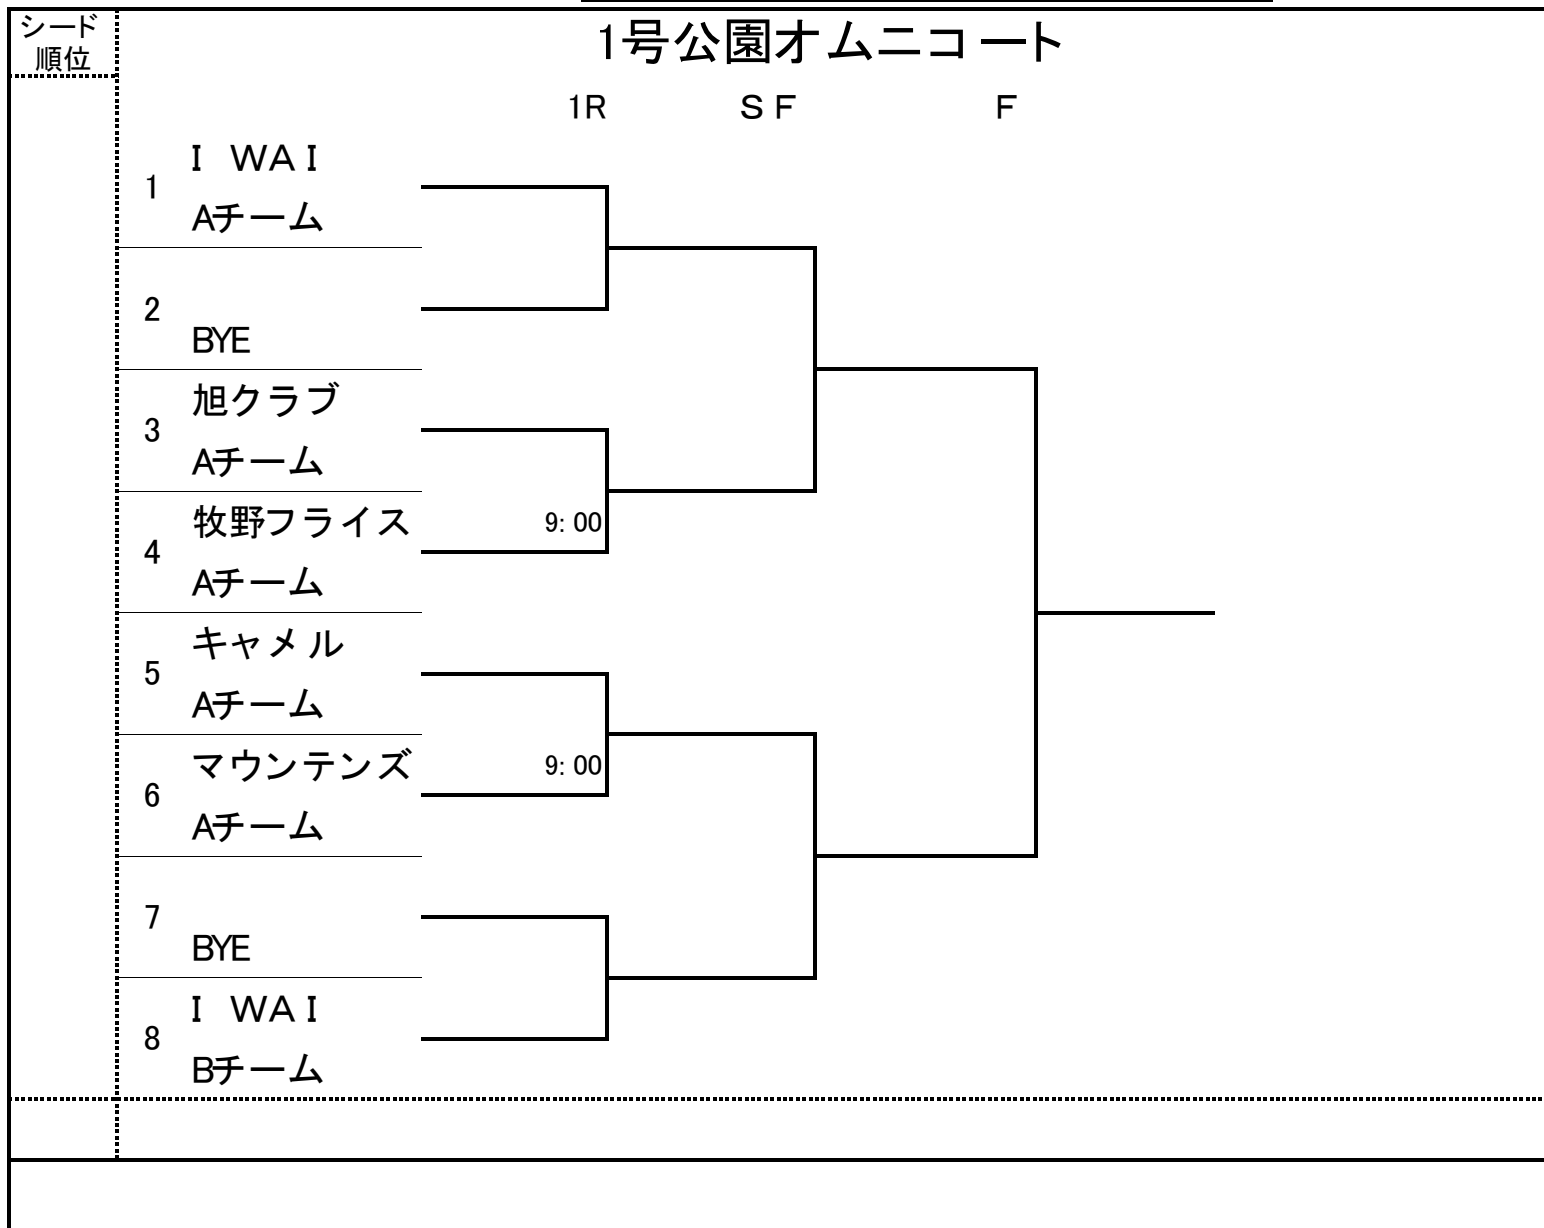 シード
順位
1号公園オムニコート
1R ＳＦ Ｆ
1
Ｉ ＷＡＩ
Aチーム
2
BYE
3
旭クラブ
Aチーム
4
牧野フライス
Aチーム
9:00
5
キャメル
Aチーム
6
マウンテンズ
Aチーム
9:00
7
BYE
8
Ｉ ＷＡＩ
Bチーム